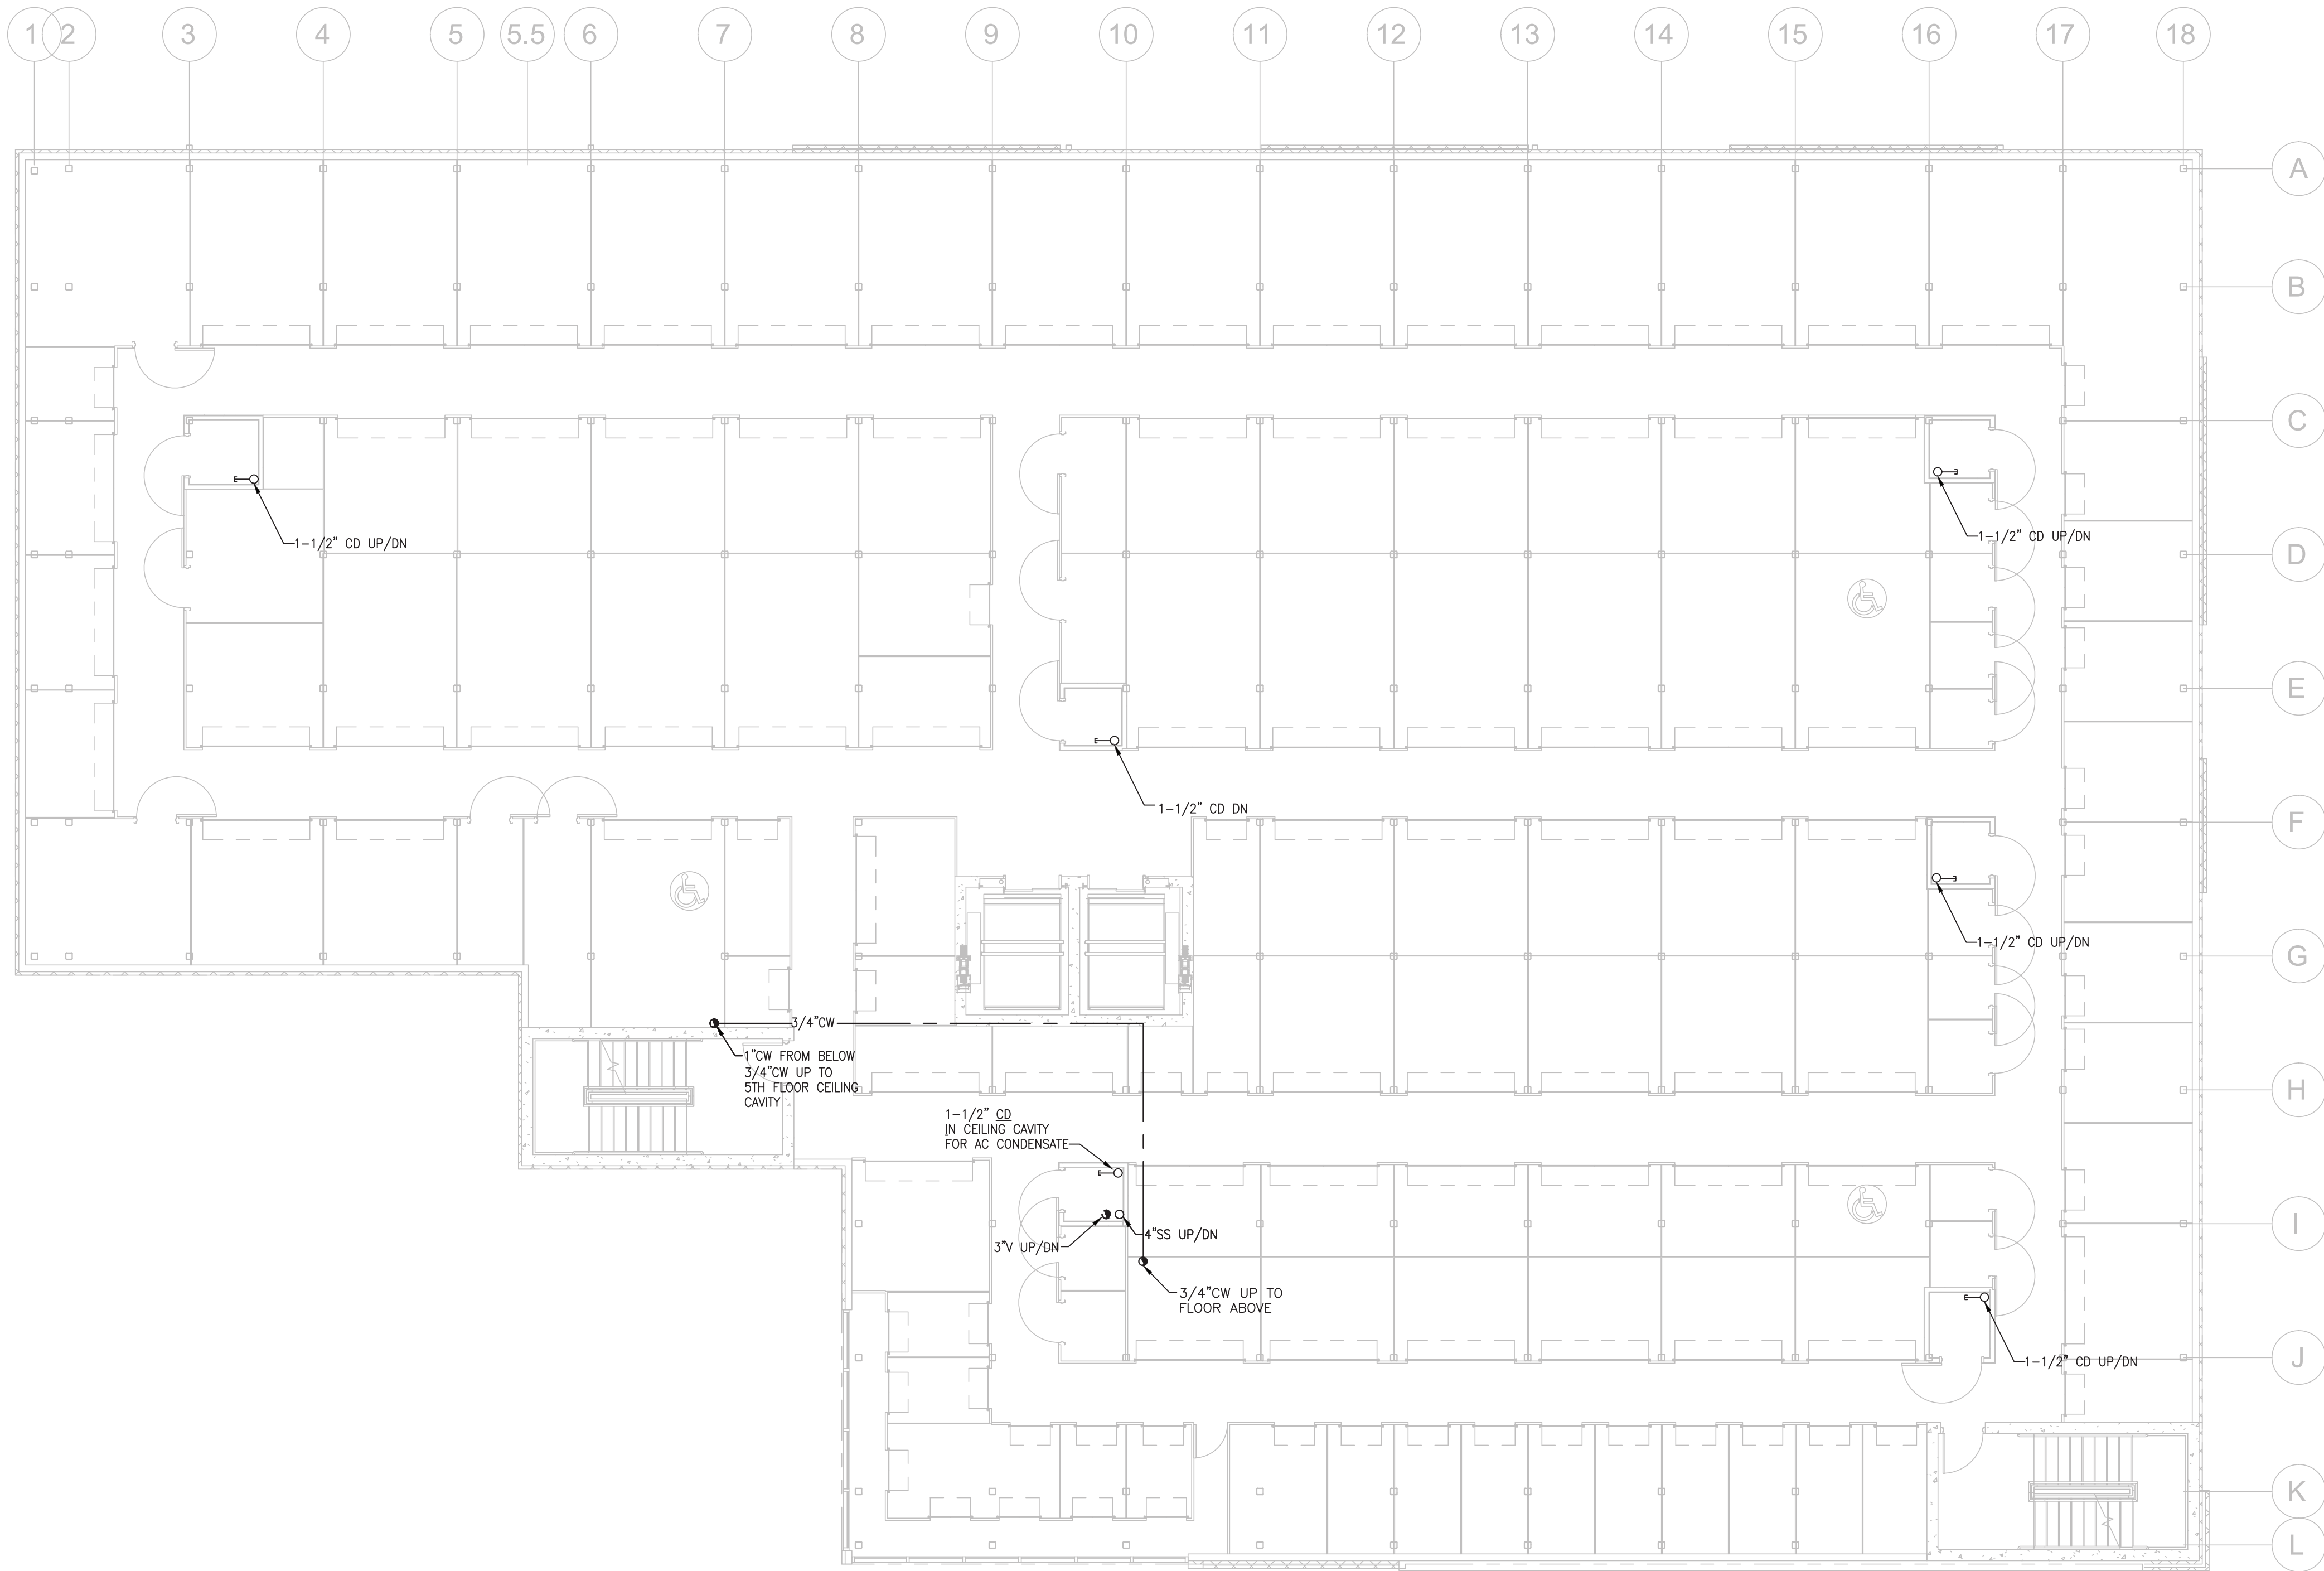 1
2
3
4
5
5.5
6
7
8
9
10
11
12
13
14
15
16
17
18
A
B
C
D
E
F
G
H
I
J
K
L
1-1/2" CD UP/DN
1-1/2" CD UP/DN
1-1/2" CD DN
1-1/2" CD UP/DN
3/4"CW
1"CW FROM BELOW
3/4"CW UP TO
5TH FLOOR CEILING
CAVITY
1-1/2" CD
IN CEILING CAVITY
FOR AC CONDENSATE
4"SS UP/DN
3"V UP/DN
3/4"CW UP TO
FLOOR ABOVE
1-1/2" CD UP/DN